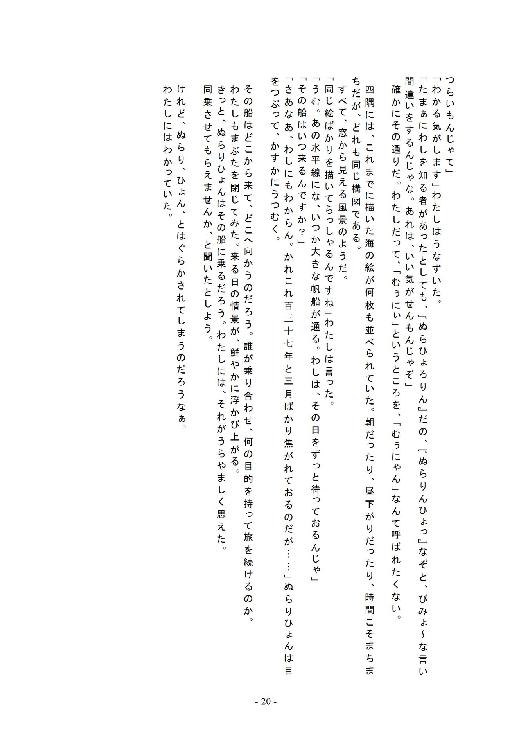 つらいもんじゃて」
「わかる気がします」わたしはうなずいた。
「たまぁにわしを知る者があったとしても、『ぬらひょろりん』だの、『ぬらりんひょっ』なぞと、びみょ～な言い
間違いをするんじゃな。あれは、いい気がせんもんじゃぞ」
確かにその通りだ。わたしだって、「むぅにぃ」というところを、「むぅにゃん」なんて呼ばれたくない。
四隅には、これまでに描いた海の絵が何枚も並べられていた。朝だったり、昼下がりだったり、時間こそまちま
ちだが、どれも同じ構図である。
すべて、窓から見える風景のようだ。
「同じ絵ばかりを描いてらっしゃるんですね」わたしは言った。
「うむ。あの水平線にな、いつか大きな帆船が通る。わしは、その日をずっと待っておるんじゃ」
「その船はいつ来るんですか？」
「さあなあ、わしにもわからん。かれこれ百二十七年と三月ばかり焦がれておるのだが……」ぬらりひょんは目
をつぶって、かすかにうつむく。
その船はどこから来て、どこへ向かうのだろう。誰が乗り合わせ、何の目的を持って旅を続けるのか。
わたしもまぶたを閉じてみた。来る日の情景が、鮮やかに浮かび上がる。
きっと、ぬらりひょんはその船に乗るだろう。わたしには、それがうらやましく思えた。
同乗させてもらえませんか、と聞いたとしよう。
けれど、ぬらり、ひょん、とはぐらかされてしまうのだろうなぁ。
わたしにはわかっていた。
- 20 -